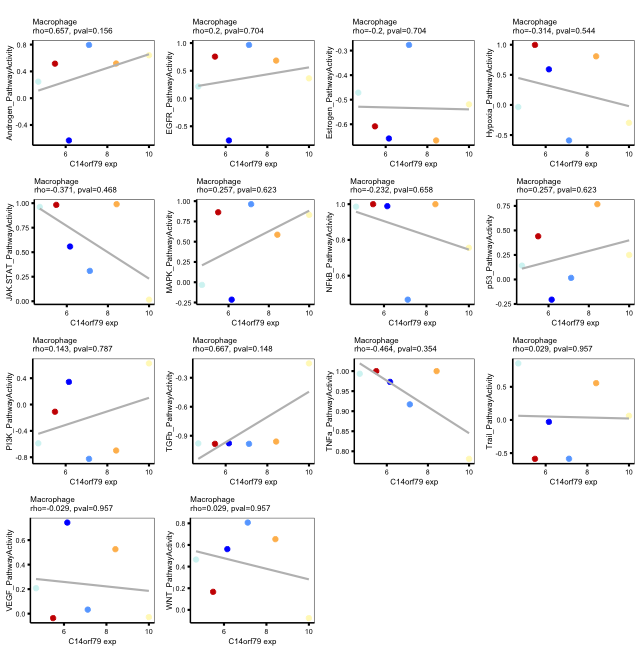 Macrophage
rho=0.657, pval=0.156
Androgen_PathwayActivity
0.8
0.4
0.0
-0.4
6
8
10
C14orf79 exp
Macrophage
rho=0.2, pval=0.704
EGFR_PathwayActivity
1.0
0.5
0.0
-0.5
6
8
10
C14orf79 exp
Macrophage
rho=-0.2, pval=0.704
Estrogen_PathwayActivity
-0.3
-0.4
-0.5
-0.6
6
8
10
C14orf79 exp
Macrophage
rho=-0.314, pval=0.544
Hypoxia_PathwayActivity
1.0
0.5
0.0
-0.5
6
8
10
C14orf79 exp
Macrophage
rho=-0.371, pval=0.468
JAK-STAT_PathwayActivity
1.00
0.75
0.50
0.25
0.00
6
8
10
C14orf79 exp
Macrophage
rho=0.257, pval=0.623
MAPK_PathwayActivity
1.00
0.75
0.50
0.25
0.00
-0.25
6
8
10
C14orf79 exp
Macrophage
rho=-0.232, pval=0.658
NFkB_PathwayActivity
1.0
0.8
0.6
6
8
10
C14orf79 exp
Macrophage
rho=0.257, pval=0.623
p53_PathwayActivity
0.75
0.50
0.25
0.00
-0.25
6
8
10
C14orf79 exp
Macrophage
rho=0.143, pval=0.787
PI3K_PathwayActivity
0.4
0.0
-0.4
-0.8
6
8
10
C14orf79 exp
Macrophage
rho=0.667, pval=0.148
TGFb_PathwayActivity
-0.3
-0.6
-0.9
6
8
10
C14orf79 exp
Macrophage
rho=-0.464, pval=0.354
TNFa_PathwayActivity
1.00
0.95
0.90
0.85
0.80
6
8
10
C14orf79 exp
Macrophage
rho=0.029, pval=0.957
Trail_PathwayActivity
0.5
0.0
-0.5
6
8
10
C14orf79 exp
Macrophage
rho=-0.029, pval=0.957
VEGF_PathwayActivity
0.6
0.4
0.2
0.0
6
8
10
C14orf79 exp
Macrophage
rho=0.029, pval=0.957
WNT_PathwayActivity
0.8
0.6
0.4
0.2
0.0
6
8
10
C14orf79 exp